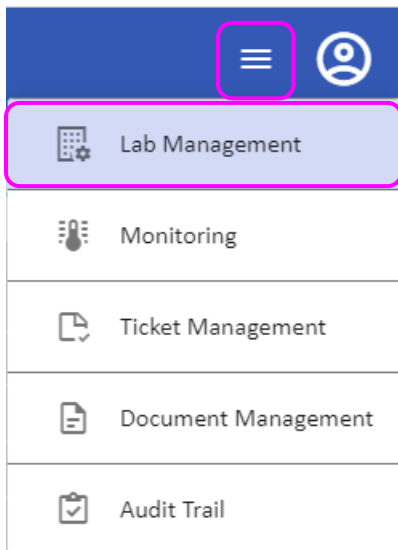 Lab Management
Monitoring
Ticket Management
Document Management
Audit Trail